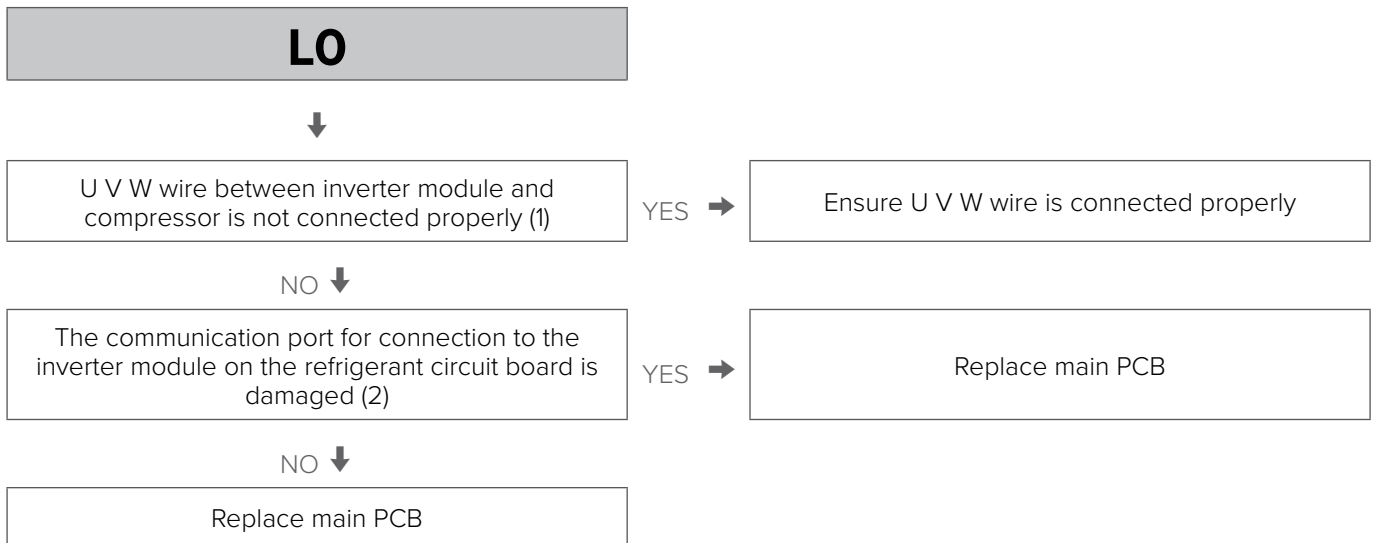 L0
U V W wire between inverter module and
compressor is not connected properly (1)
YES
Ensure U V W wire is connected properly
NO
The communication port for connection to the
inverter module on the refrigerant circuit board is
damaged (2)
YES
Replace main PCB
NO
Replace main PCB